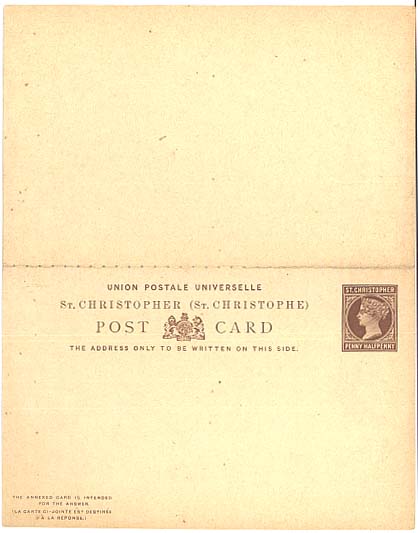 UNION POSTALE UNIVERSELLE
ST. CHRISTOPHER (ST. CHRISTOPHE)
POST CARD
THE ADDRESS ONLY TO BE WRITTEN ON THIS SIDE.
ST. CHRISTOPHER
PENNY HALFPENNY
THE ANNEXED CARD IS INTENDED
FOR THE ANSWER.
(LA CARTE CI-JOINTE EST DESTINÉE
À LA RÉPONSE.)